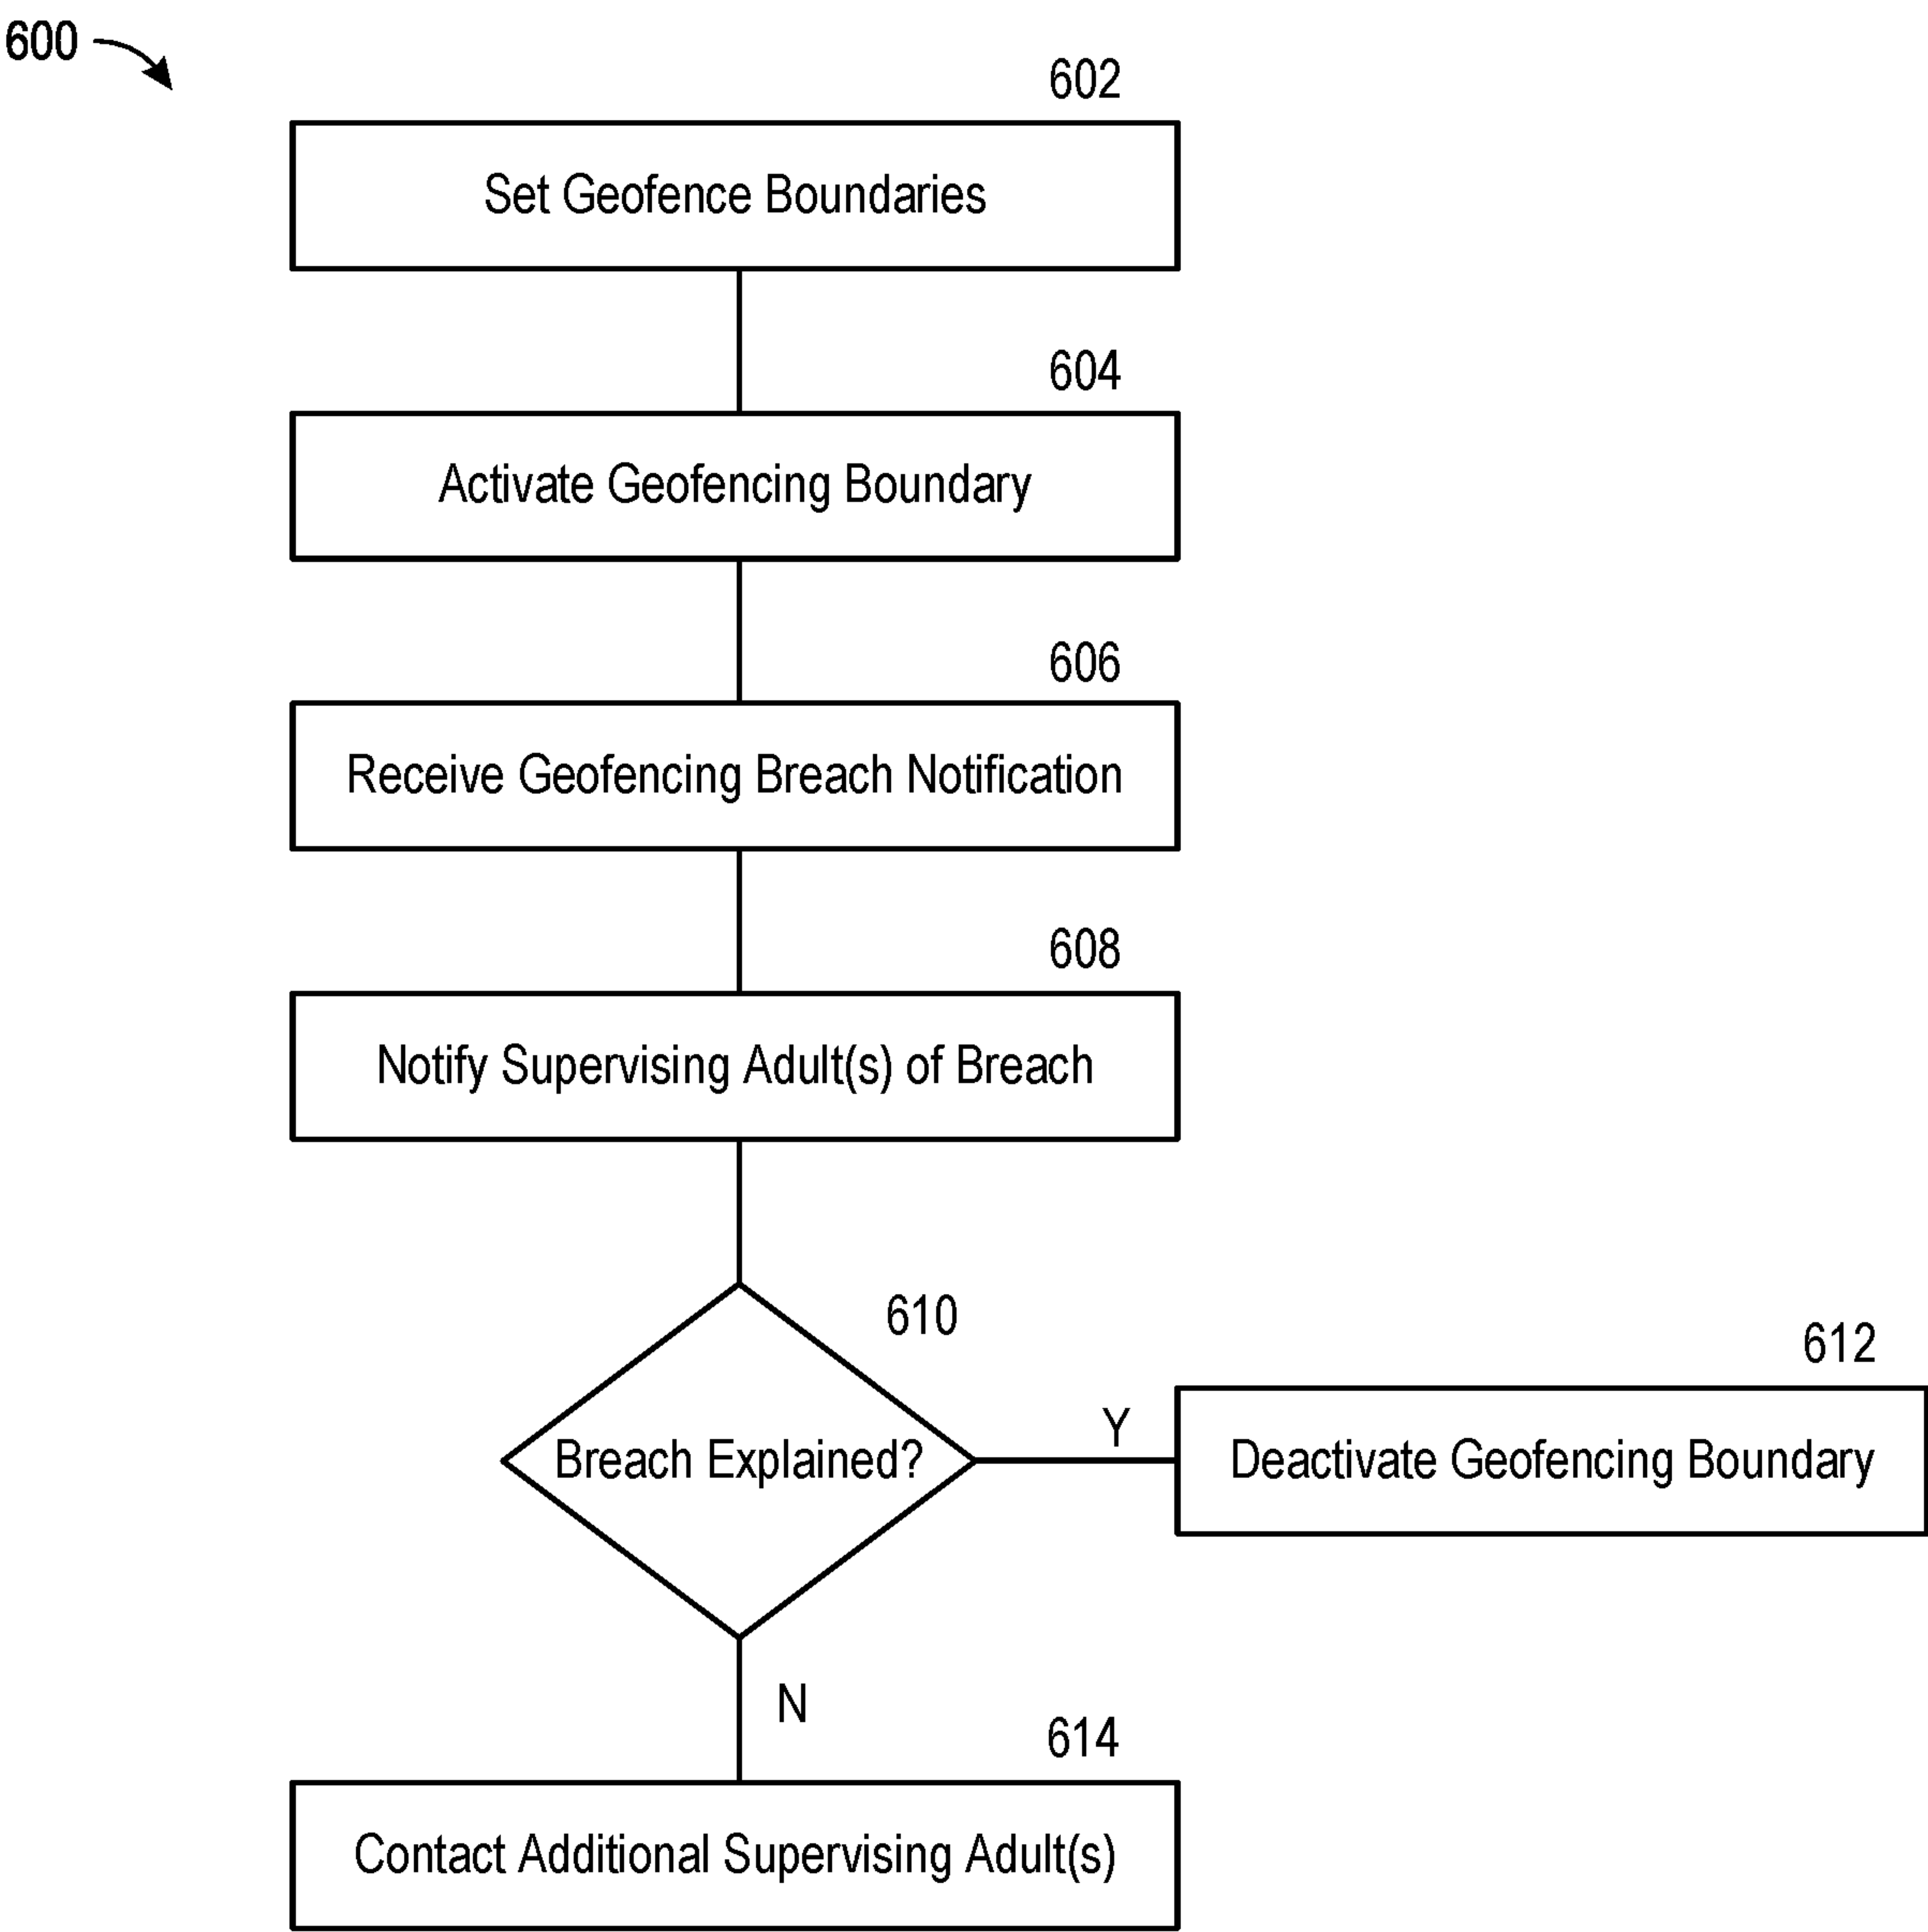 600
602
Set Geofence Boundaries
604
Activate Geofencing Boundary
606
Receive Geofencing Breach Notification
608
Notify Supervising Adult(s) of Breach
610
Breach Explained?
Y
612
Deactivate Geofencing Boundary
N
614
Contact Additional Supervising Adult(s)